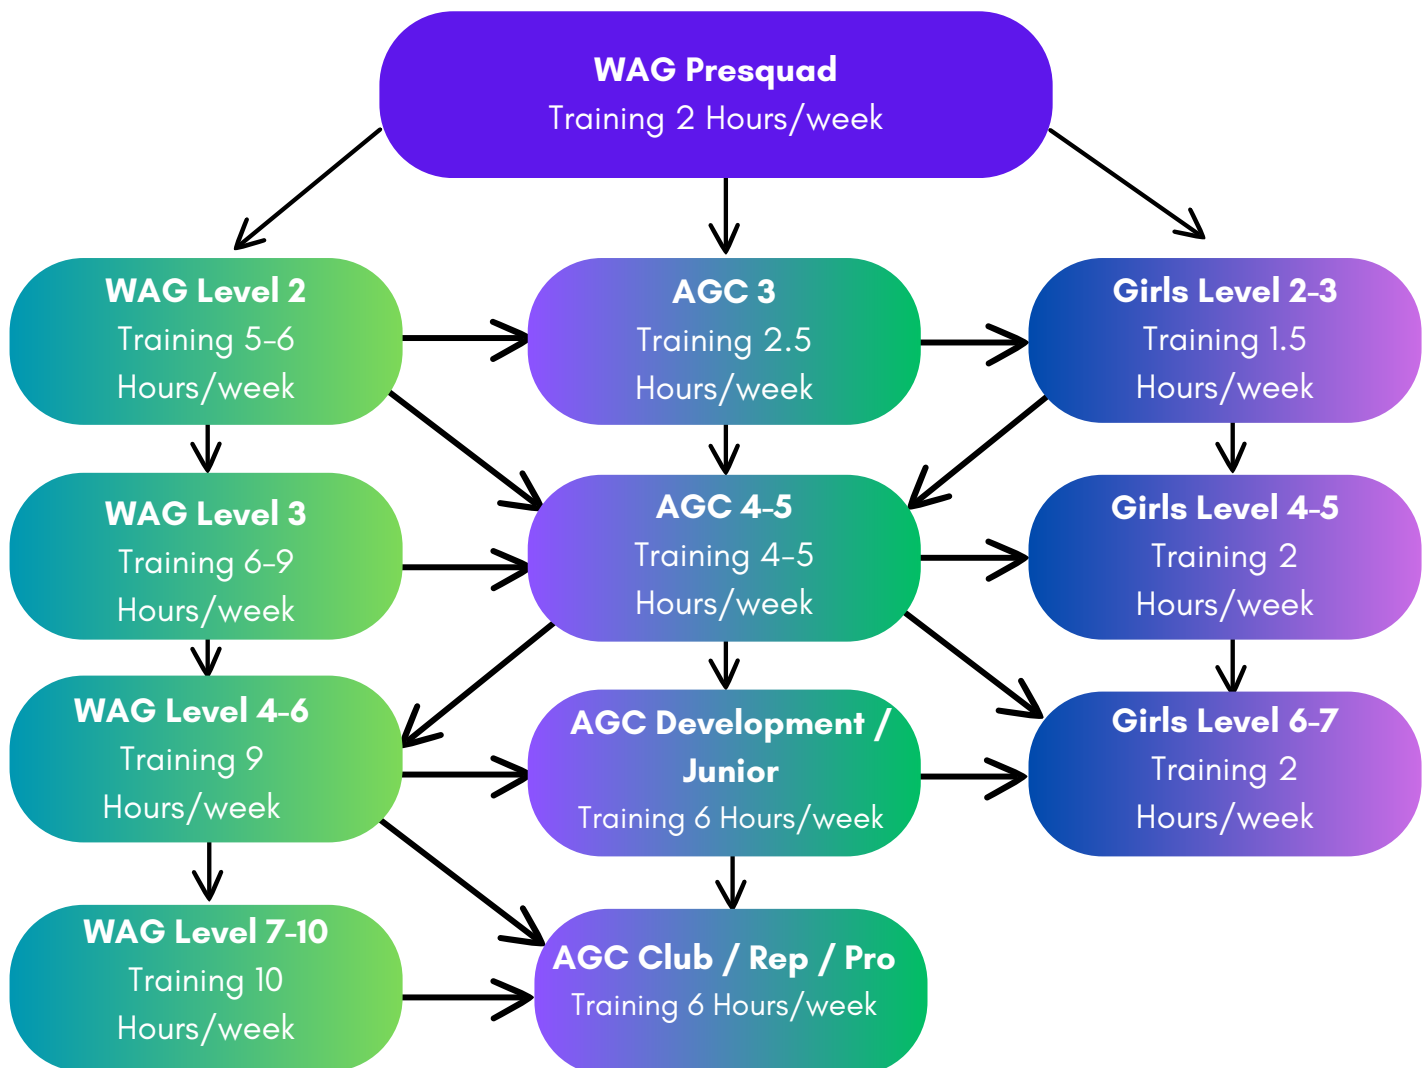 WAG Presquad
Training 2 Hours/week
WAG Level 2
Training 5-6
Hours/week
AGC 3
Training 2.5
Hours/week
Girls Level 2-3
Training 1.5
Hours/week
WAG Level 3
Training 6-9
Hours/week
AGC 4-5
Training 4-5
Hours/week
Girls Level 4-5
Training 2
Hours/week
WAG Level 4-6
Training 9
Hours/week
AGC Development /
Junior
Training 6 Hours/week
Girls Level 6-7
Training 2
Hours/week
WAG Level 7-10
Training 10
Hours/week
AGC Club / Rep / Pro
Training 6 Hours/week